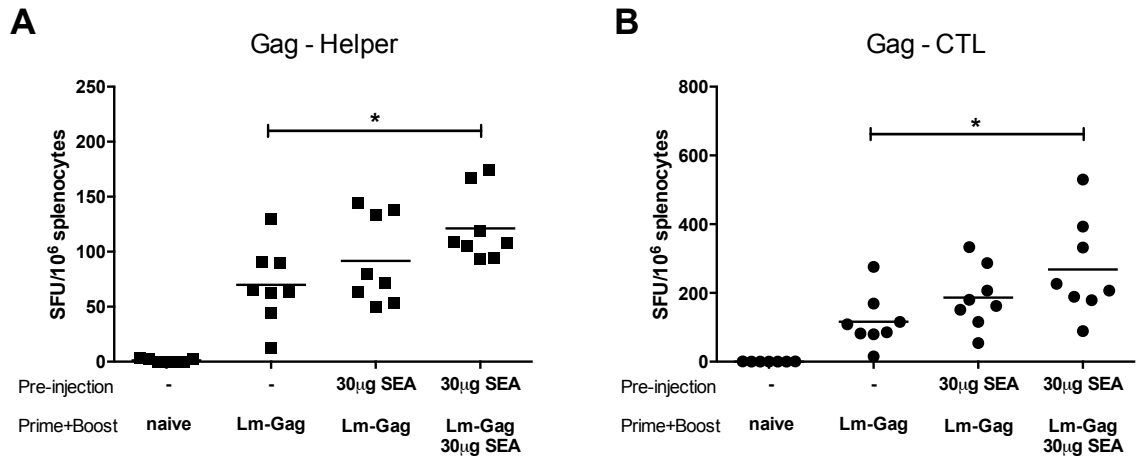 A
Gag - Helper
SFU/10⁶ splenocytes
250
200
150
100
50
0
*
Pre-injection - - 30μg SEA 30μg SEA
Prime+Boost naive Lm-Gag Lm-Gag Lm-Gag
30μg SEA
B
Gag - CTL
SFU/10⁶ splenocytes
800
600
400
200
0
*
Pre-injection - - 30μg SEA 30μg SEA
Prime+Boost naive Lm-Gag Lm-Gag Lm-Gag
30μg SEA